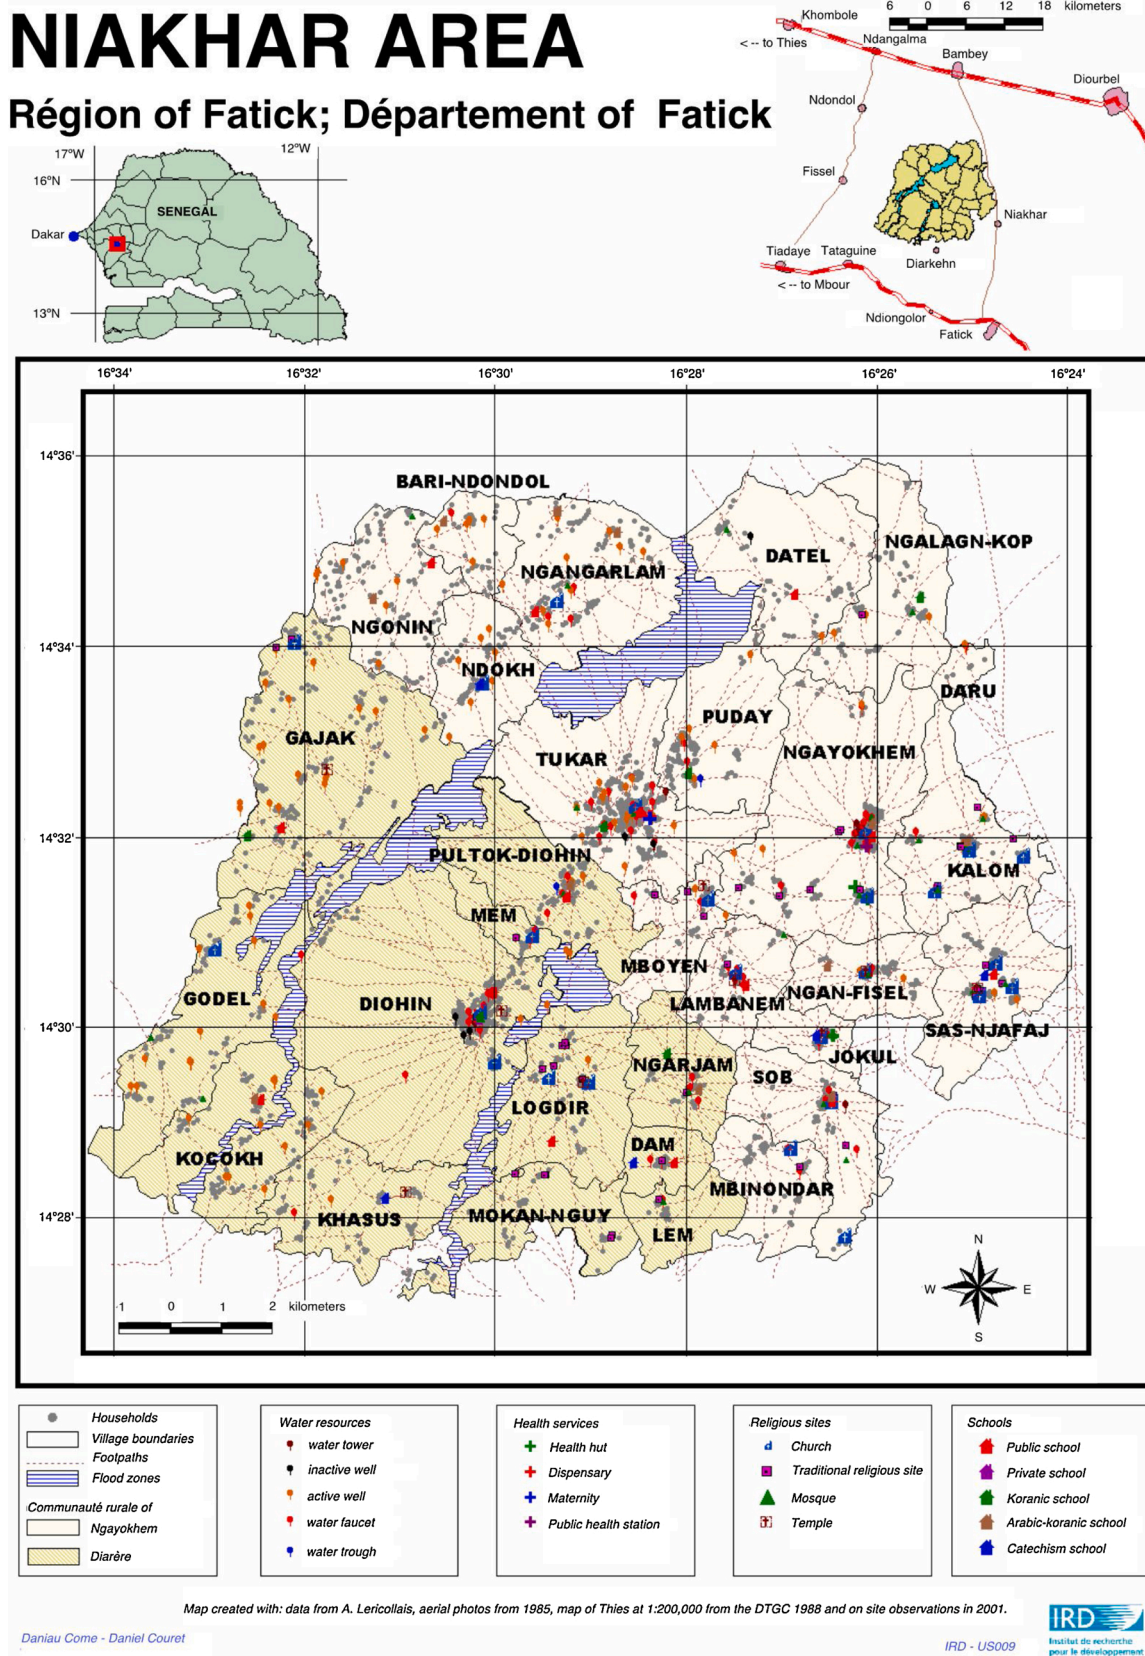 NIAKHAR AREA
Région of Fatick; Département of Fatick
17°W
12°W
16°N
SENEGAL
Dakar
13°N
6 0 6 12 18 kilometers
Khombole
< -- to Thies
Ndangalma
Bambey
Diourbel
Ndondol
Fissel
Niakhar
Tiadaye
Tataguine
Diarkehn
< -- to Mbour
Ndiongolor
Fatick
16°34' 16°32' 16°30' 16°28' 16°26' 16°24'
14°36'
14°34'
14°32'
14°30'
14°28'
BARI-NDONDOL
NGALAGN-KOP
DATEL
NGANGARLAM
NGONIN
NDOKH
DARU
PUDAY
GAJAK
TUKAR
NGAYOKHEM
PULTOK-DIOHIN
KALOM
MEM
MBOYEN
GODEL
DIOHIN
LAMBANEM
NGAN-FISEL
SAS-NJAFAJ
JOKUL
NGARJAM
SOB
LOGDIR
DAM
KOCOKH
MBINONDAR
KHASUS
MOKAN-NGUY
LEM
N
W
E
S
-1 0 1 2 kilometers
Households
Village boundaries
Footpaths
Flood zones
Communauté rurale of
Ngayokhem
Diarère
Water resources
water tower
inactive well
active well
water faucet
water trough
Health services
Health hut
Dispensary
Maternity
Public health station
Religious sites
Church
Traditional religious site
Mosque
Temple
Schools
Public school
Private school
Koranic school
Arabic-koranic school
Catechism school
Map created with: data from A. Lericollais, aerial photos from 1985, map of Thies at 1:200,000 from the DTGC 1988 and on site observations in 2001.
Daniau Come - Daniel Couret
IRD - US009
IRD
Institut de recherche
pour le développement